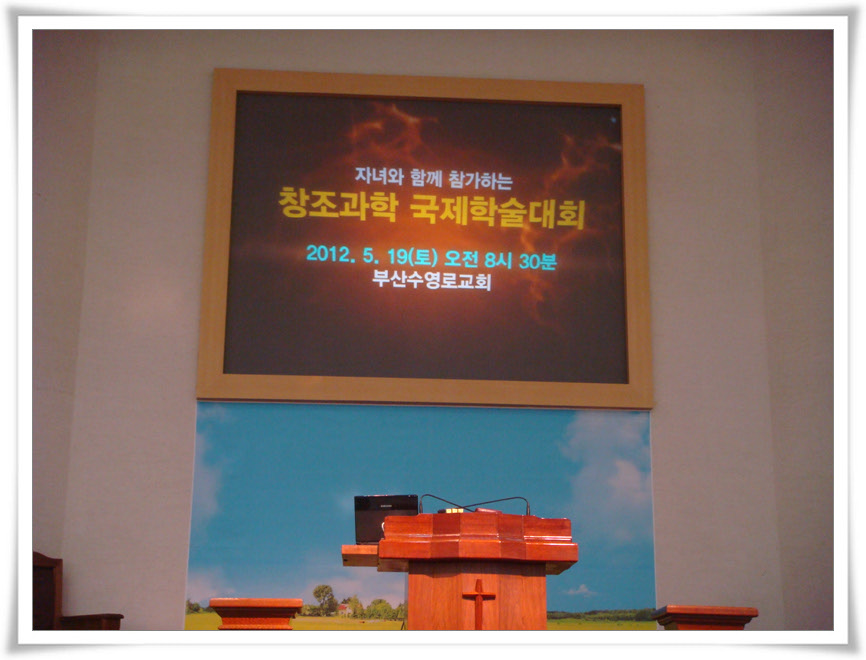 자녀와 함께 참가하는
창조과학 국제학술대회
2012. 5. 19(토) 오전 8시 30분
부산수영로교회